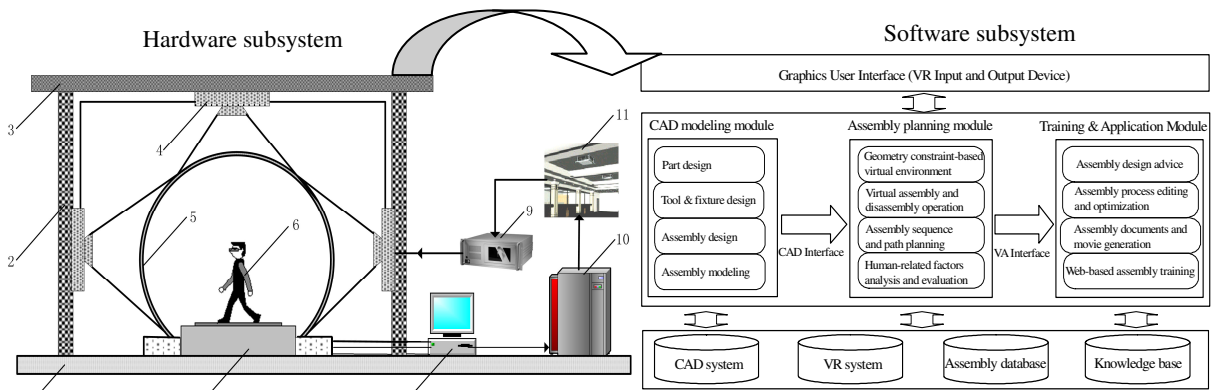 Hardware subsystem
3
4
2
5
6
9
11
10
Software subsystem
Graphics User Interface (VR Input and Output Device)
CAD modeling module
Part design
Tool & fixture design
Assembly design
Assembly modeling
CAD Interface
Assembly planning module
Geometry constraint-based
virtual environment
Virtual assembly and
disassembly operation
Assembly sequence
and path planning
Human-related factors
analysis and evaluation
VA Interface
Training & Application Module
Assembly design advice
Assembly process editing
and optimization
Assembly documents and
movie generation
Web-based assembly training
CAD system
VR system
Assembly database
Knowledge base